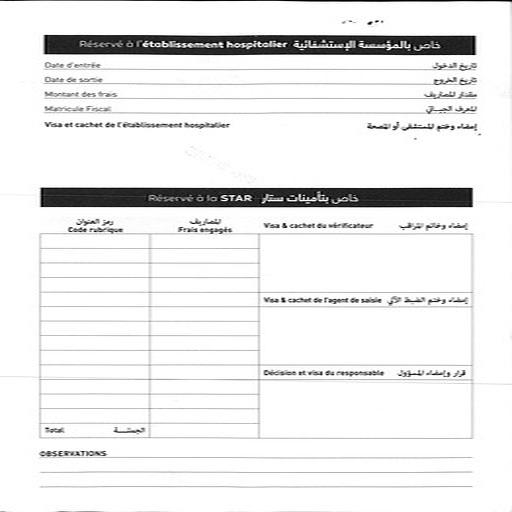 Réservé à l'établissement hospitalier خاص بالمؤسسة الإستشفائية
Date d'entrée تاريخ الدخول
Date de sortie تاريخ الخروج
Montant des frais مقدار المصاريف
Matricule Fiscal المعرف الجبـــائي
Visa et cachet de l'établissement hospitalier إمضاء وختم المستشفى أو المصحة
Réservé à la STAR خاص بتأمينات ستار
رمز العنوان المصاريف
Code rubrique Frais engagés Visa & cachet du vérificateur إمضاء وخاتم المراقب
Visa & cachet de l'agent de saisie إمضاء وختم الضبط الآلي
Décision et visa du responsable قرار وإمضاء المسؤول
Total الجملـــة
OBSERVATIONS